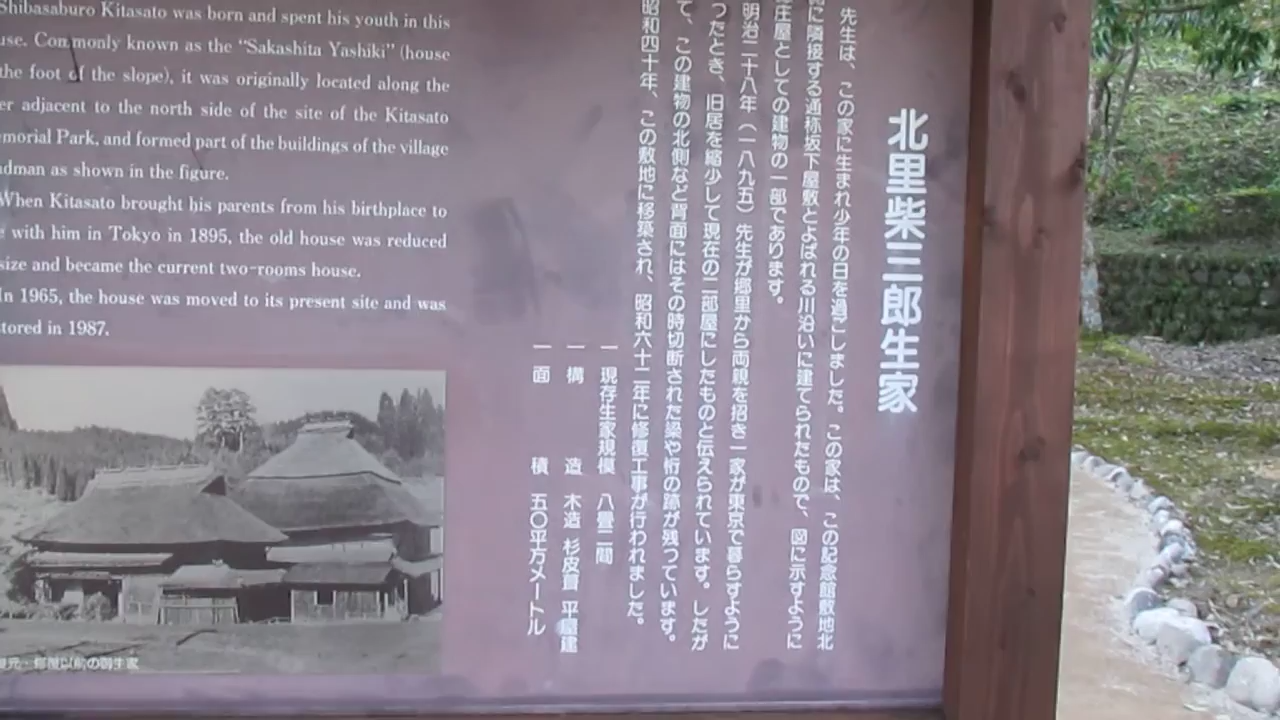 Shibasaburo Kitasato was born and spent his youth in this
use. Commonly known as the “Sakashita Yashiki” (house
the foot of the slope), it was originally located along the
er adjacent to the north side of the site of the Kitasato
emorial Park, and formed part of the buildings of the village
adman as shown in the figure.
When Kitasato brought his parents from his birthplace to
e with him in Tokyo in 1895, the old house was reduced
size and became the current two-rooms house.
In 1965, the house was moved to its present site and was
tored in 1987.
北里柴三郎生家
先生は、この家に生まれ少年の日を過ごしました。この家は、この記念館敷地北
に隣接する通称坂下屋敷とよばれる川沿いに建てられたもので、図に示すように
庄屋としての建物の一部であります。
明治二十八年（一八九五）先生が郷里から両親を招き一家が東京で暮らすように
ったとき、旧居を縮少して現在の二部屋にしたものと伝えられています。したが
て、この建物の北側など背面にはその時切断された梁や桁の跡が残っています。
昭和四十年、この敷地に移築され、昭和六十二年に修復工事が行われました。
一 現存生家規模 八畳二間
一 構 造 木造 杉皮葺 平屋建
一 面 積 五〇平方メートル
復元・修復以前の御生家